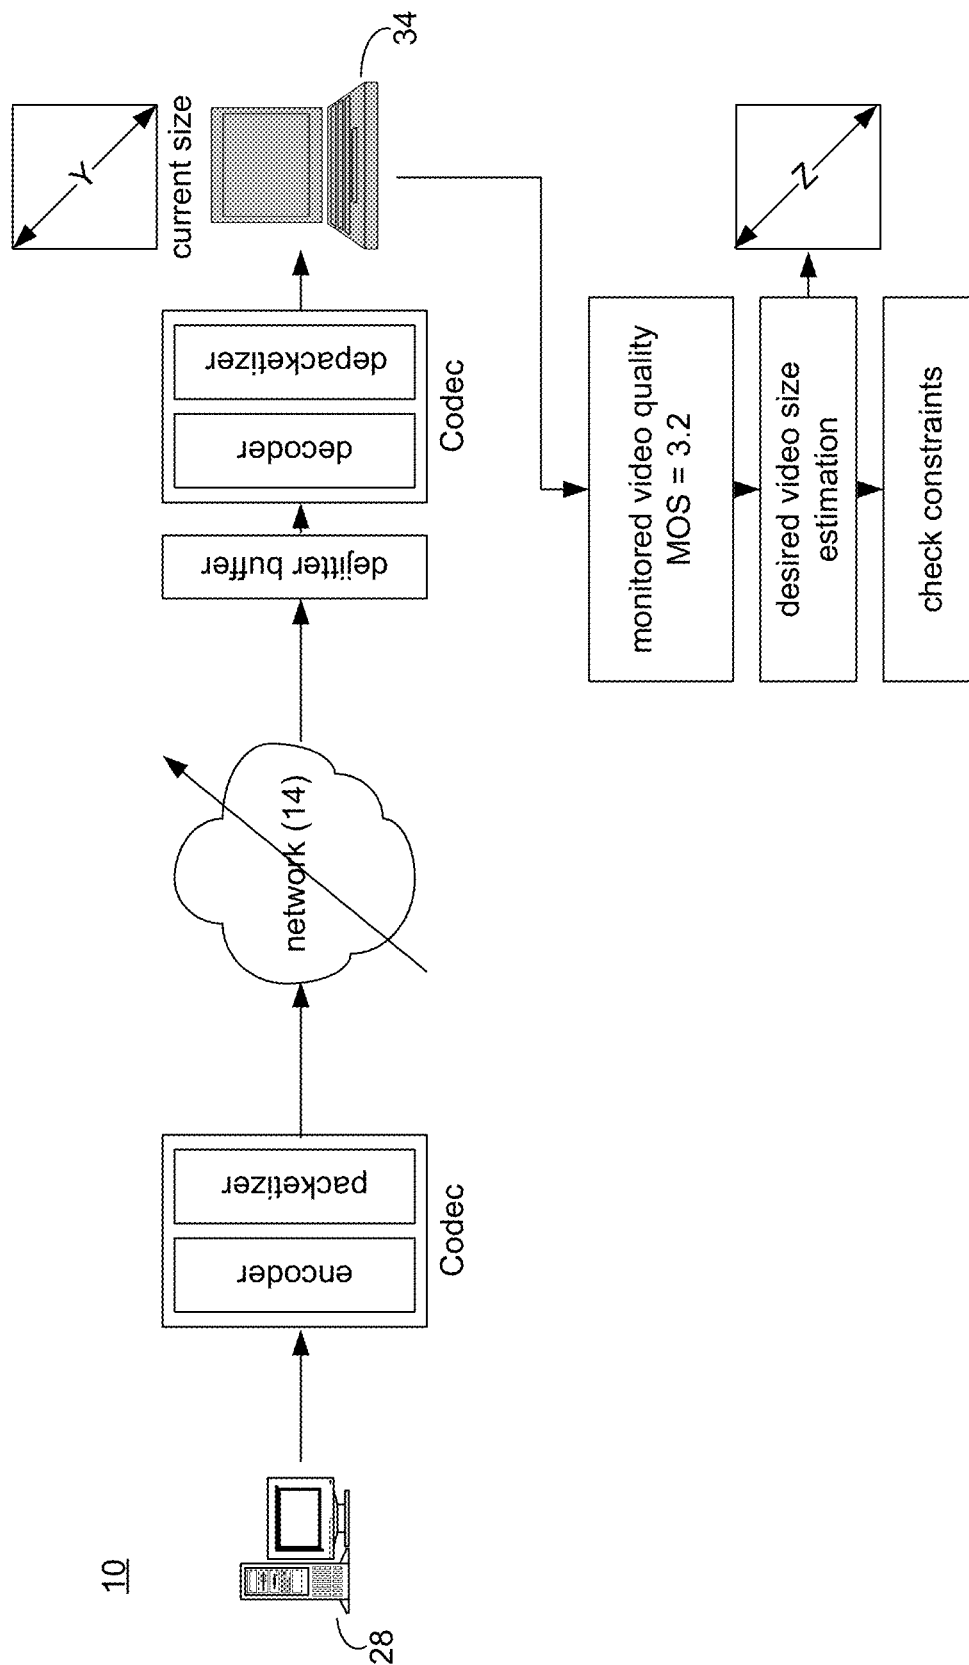 10
28
encoder
packetizer
Codec
network (14)
dejitter buffer
decoder
depacketizer
Codec
Y
current size
34
monitored video quality
MOS = 3.2
desired video size
estimation
Z
check constraints